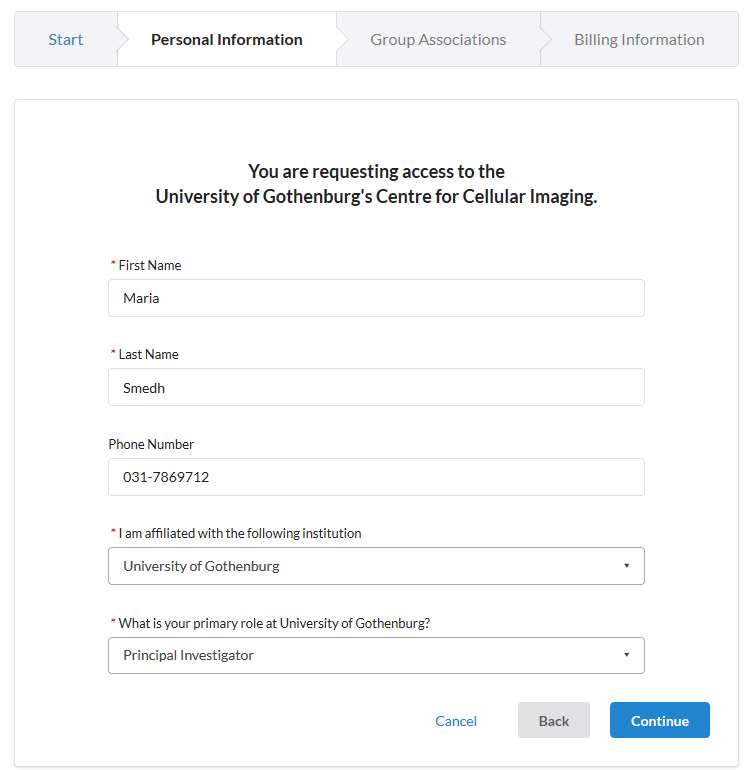 Start
Personal Information
Group Associations
Billing Information
You are requesting access to the
University of Gothenburg's Centre for Cellular Imaging.
* First Name
Maria
* Last Name
Smedh
Phone Number
031-7869712
* I am affiliated with the following institution
University of Gothenburg
* What is your primary role at University of Gothenburg?
Principal Investigator
Cancel
Back
Continue